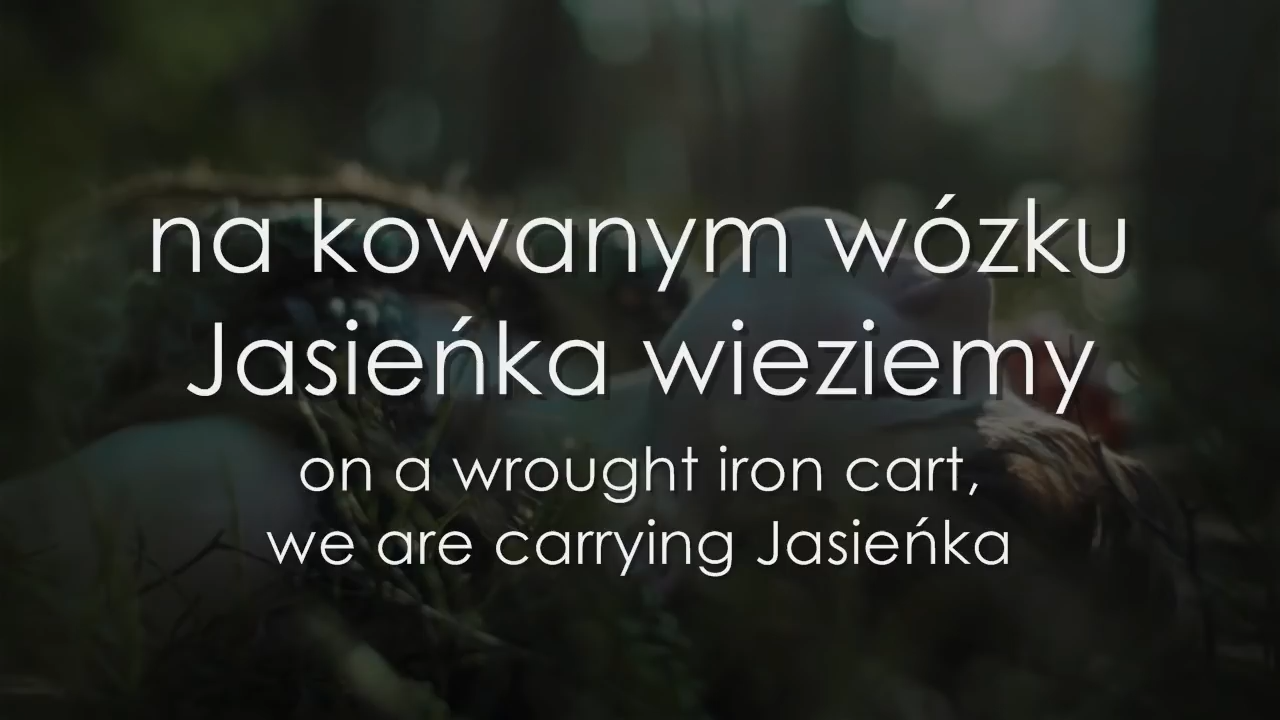 na kowanym wózku
Jasieńka wieziemy
on a wrought iron cart,
we are carrying Jasieńka